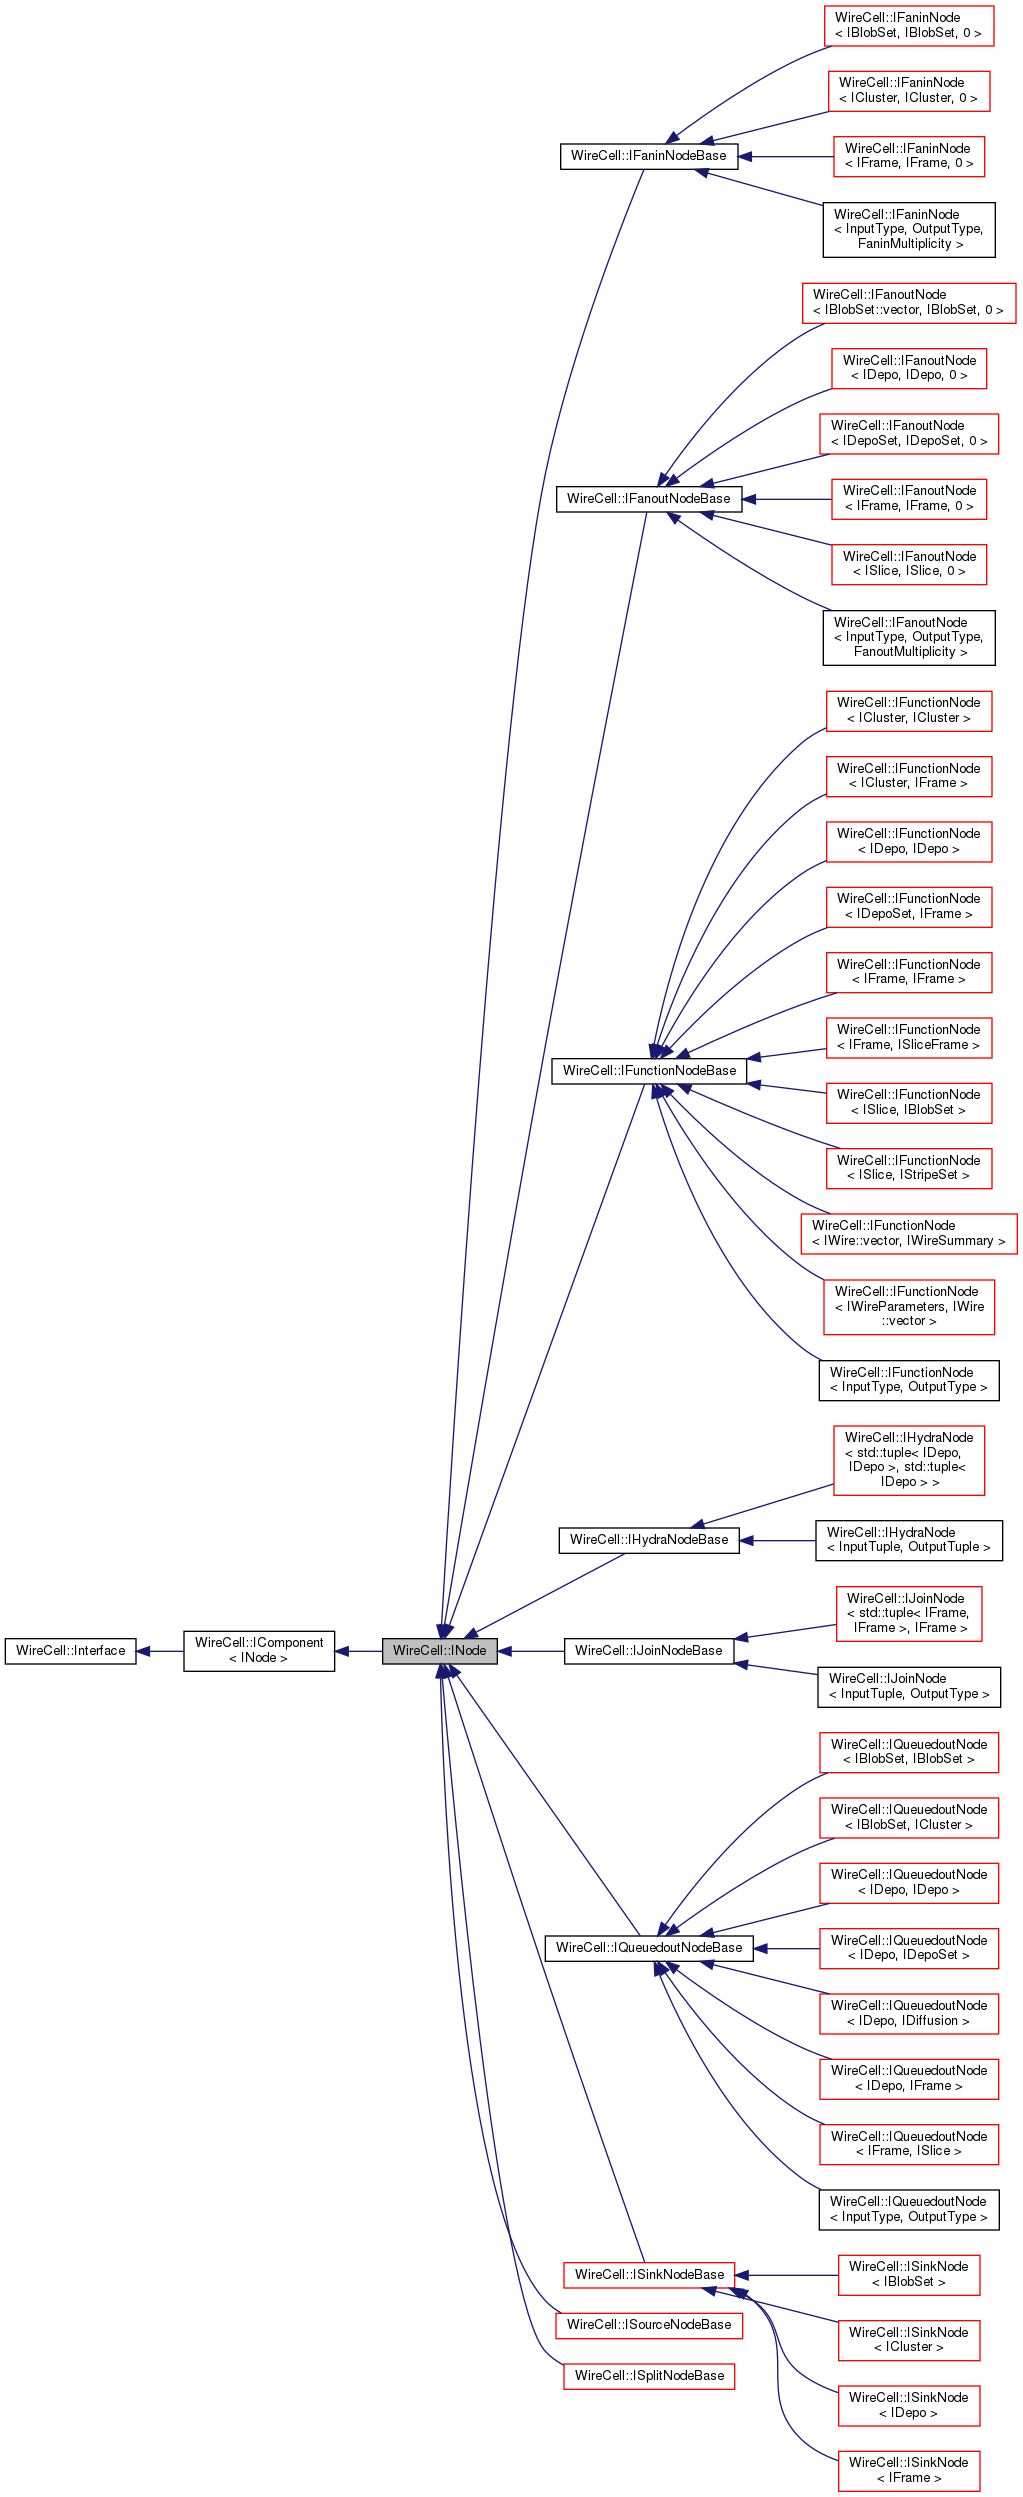 WireCell::IFaninNode
< IBlobSet, IBlobSet, 0 >
WireCell::IFaninNode
< ICluster, ICluster, 0 >
WireCell::IFaninNodeBase
WireCell::IFaninNode
< IFrame, IFrame, 0 >
WireCell::IFaninNode
< InputType, OutputType,
FaninMultiplicity >
WireCell::IFanoutNode
< IBlobSet::vector, IBlobSet, 0 >
WireCell::IFanoutNode
< IDepo, IDepo, 0 >
WireCell::IFanoutNode
< IDepoSet, IDepoSet, 0 >
WireCell::IFanoutNodeBase
WireCell::IFanoutNode
< IFrame, IFrame, 0 >
WireCell::IFanoutNode
< ISlice, ISlice, 0 >
WireCell::IFanoutNode
< InputType, OutputType,
FanoutMultiplicity >
WireCell::IFunctionNode
< ICluster, ICluster >
WireCell::IFunctionNode
< ICluster, IFrame >
WireCell::IFunctionNode
< IDepo, IDepo >
WireCell::IFunctionNode
< IDepoSet, IFrame >
WireCell::IFunctionNode
< IFrame, IFrame >
WireCell::IFunctionNode
< IFrame, ISliceFrame >
WireCell::IFunctionNodeBase
WireCell::IFunctionNode
< ISlice, IBlobSet >
WireCell::IFunctionNode
< ISlice, IStripeSet >
WireCell::IFunctionNode
< IWire::vector, IWireSummary >
WireCell::IFunctionNode
< IWireParameters, IWire
::vector >
WireCell::IFunctionNode
< InputType, OutputType >
WireCell::IHydraNode
< std::tuple< IDepo,
IDepo >, std::tuple<
IDepo > >
WireCell::IHydraNodeBase
WireCell::IHydraNode
< InputTuple, OutputTuple >
WireCell::IJoinNode
< std::tuple< IFrame,
IFrame >, IFrame >
WireCell::Interface
WireCell::IComponent
< INode >
WireCell::INode
WireCell::IJoinNodeBase
WireCell::IJoinNode
< InputTuple, OutputType >
WireCell::IQueuedoutNode
< IBlobSet, IBlobSet >
WireCell::IQueuedoutNode
< IBlobSet, ICluster >
WireCell::IQueuedoutNode
< IDepo, IDepo >
WireCell::IQueuedoutNodeBase
WireCell::IQueuedoutNode
< IDepo, IDepoSet >
WireCell::IQueuedoutNode
< IDepo, IDiffusion >
WireCell::IQueuedoutNode
< IDepo, IFrame >
WireCell::IQueuedoutNode
< IFrame, ISlice >
WireCell::IQueuedoutNode
< InputType, OutputType >
WireCell::ISinkNodeBase
WireCell::ISinkNode
< IBlobSet >
WireCell::ISourceNodeBase
WireCell::ISinkNode
< ICluster >
WireCell::ISplitNodeBase
WireCell::ISinkNode
< IDepo >
WireCell::ISinkNode
< IFrame >